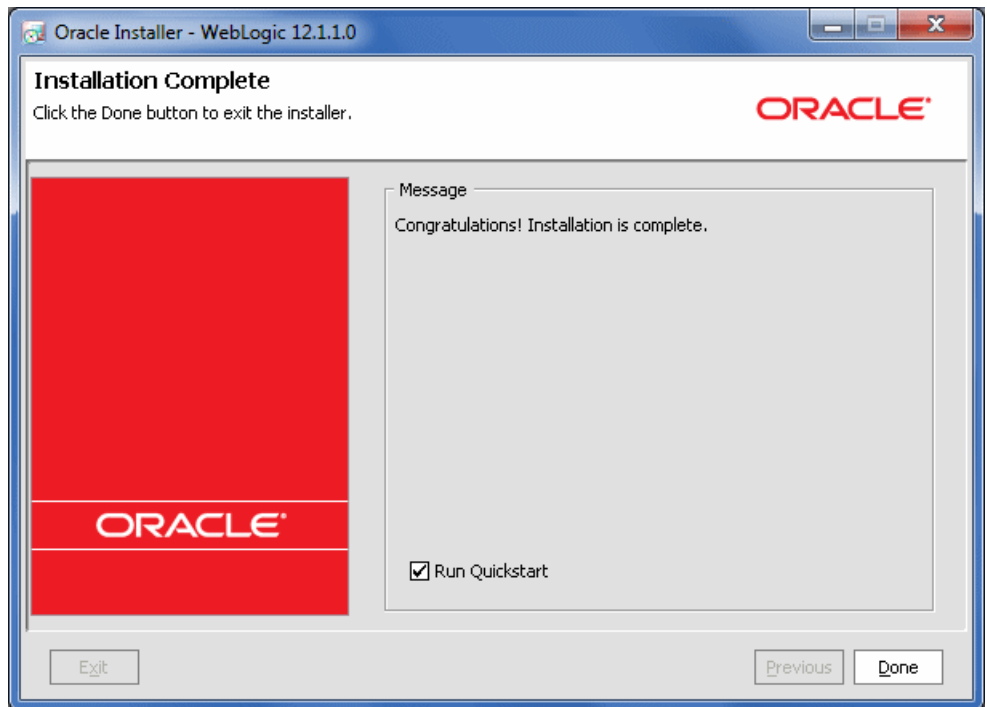 Oracle Installer - WebLogic 12.1.1.0
Installation Complete
Click the Done button to exit the installer.
ORACLE
Message
Congratulations! Installation is complete.
ORACLE
Run Quickstart
Exit
Previous
Done